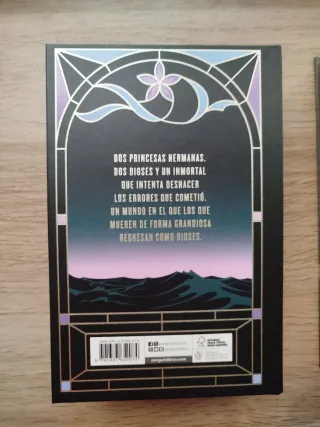 DOS PRINCESAS HERMANAS.
DOS DIOSES Y UN INMORTAL
QUE INTENTA DESHACER
LOS ERRORES QUE COMETIÓ.
UN MUNDO EN EL QUE LOS QUE
MUEREN DE FORMA GRANDIOSA
REGRESAN COMO DIOSES.